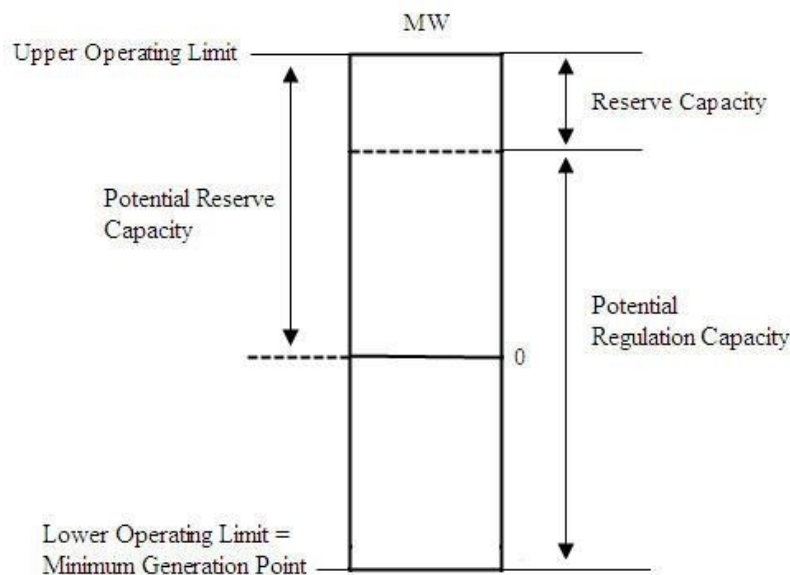 MW
Upper Operating Limit
Reserve Capacity
Potential Reserve
Capacity
Potential
Regulation Capacity
0
Lower Operating Limit =
Minimum Generation Point